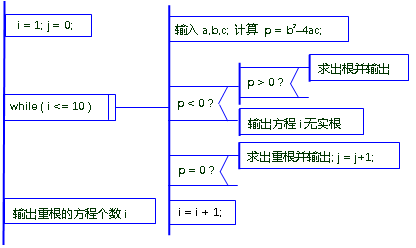 i = 1; j = 0;
输入 a,b,c; 计算 p = b²–4ac;
求出根并输出
p > 0 ?
while ( i <= 10 )
p < 0 ?
输出方程 i 无实根
求出重根并输出; j = j+1;
p = 0 ?
输出重根的方程个数 i
i = i + 1;